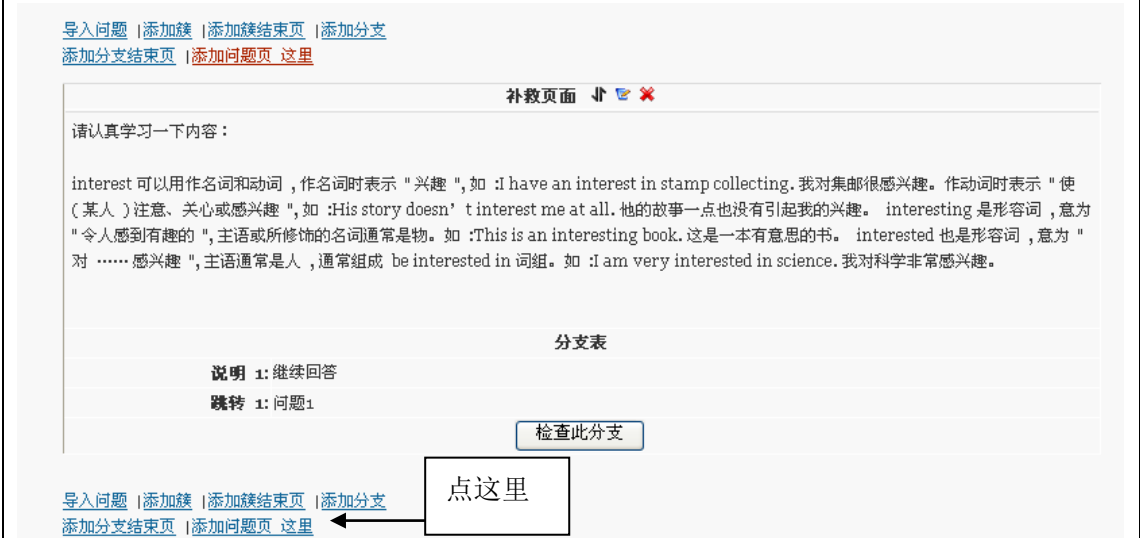 导入问题 |添加簇 |添加簇结束页 |添加分支
添加分支结束页 |添加问题页 这里
补救页面
请认真学习一下内容：
interest 可以用作名词和动词 ，作名词时表示 " 兴趣 "，如 :I have an interest in stamp collecting. 我对集邮很感兴趣。作动词时表示 " 使
( 某人 ）注意、关心或感兴趣 "，如 :His story doesn’t interest me at all. 他的故事一点也没有引起我的兴趣。 interesting 是形容词 ，意为
" 令人感到有趣的 "，主语或所修饰的名词通常是物。如 :This is an interesting book. 这是一本有意思的书。 interested 也是形容词 ，意为 "
对 …… 感兴趣 "，主语通常是人 ，通常组成 be interested in 词组。如 :I am very interested in science. 我对科学非常感兴趣。
分支表
说明 1: 继续回答
跳转 1: 问题1
检查此分支
点这里
导入问题 |添加簇 |添加簇结束页 |添加分支
添加分支结束页 |添加问题页 这里